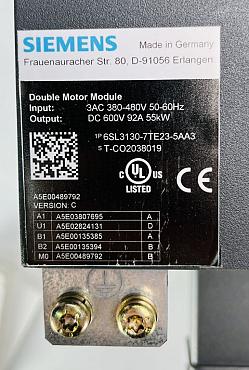 SIEMENS
Made in Germany
Frauenauracher Str. 80, D-91056 Erlangen
Double Motor Module
Input: 3AC 380-480V 50-60Hz
Output: DC 600V 92A 55kW
1P 6SL3130-7TE23-5AA3
S T-CO2038019
A5E00489792
VERSION: C
C UL US
LISTED
CE
A1 A5E03807695 A
U1 A5E02824131 D
B1 A5E00135385 A
B2 A5E00135394 B
M0 A5E00489792 B